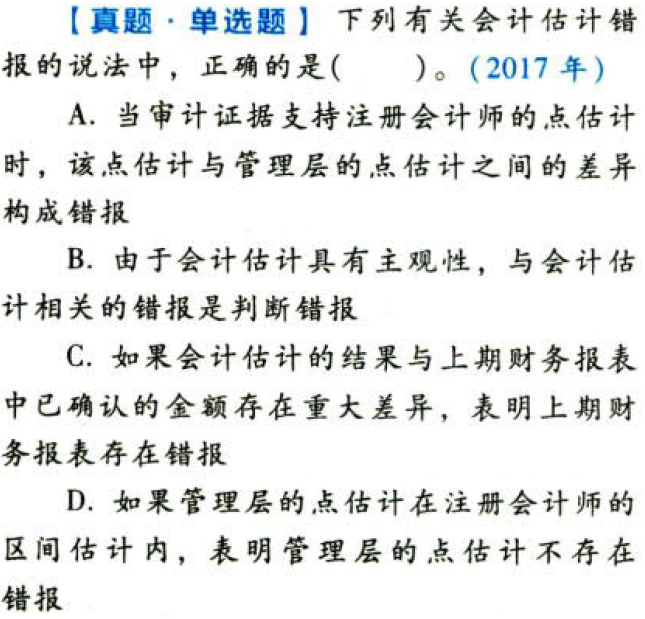 【真题·单选题】 下列有关会计估计错
报的说法中，正确的是(　　)。(2017 年)
A. 当审计证据支持注册会计师的点估计
时，该点估计与管理层的点估计之间的差异
构成错报
B. 由于会计估计具有主观性，与会计估
计相关的错报是判断错报
C. 如果会计估计的结果与上期财务报表
中已确认的金额存在重大差异，表明上期财
务报表存在错报
D. 如果管理层的点估计在注册会计师的
区间估计内，表明管理层的点估计不存在
错报